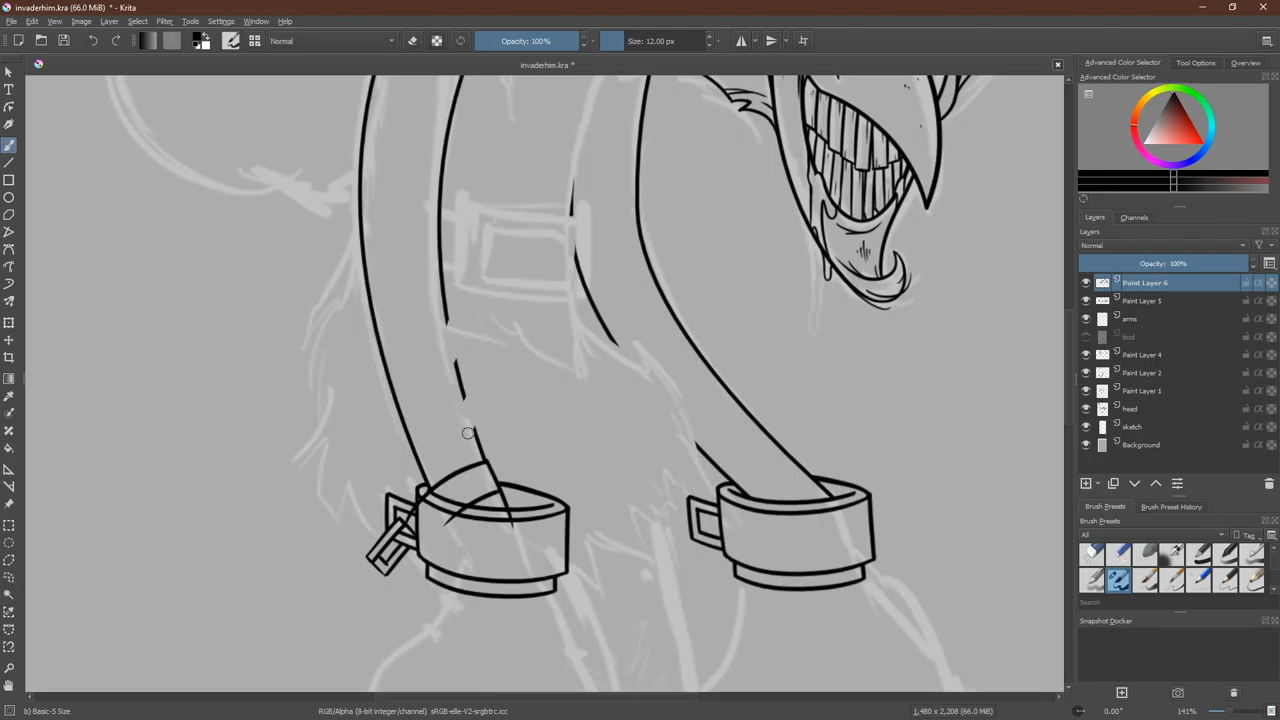 invaderhim.kra (66.0 MiB) * - Krita
File Edit View Image Layer Select Filter Tools Settings Window Help
Normal
Opacity: 100%
Size: 12.00 px
invaderhim.kra *
Advanced Color Selector
Tool Options
Overview
Advanced Color Selector
Layers
Channels
Layers
Normal
Opacity: 100%
Paint Layer 6
Paint Layer 5
arms
bod
Paint Layer 4
Paint Layer 2
Paint Layer 1
head
sketch
Background
Brush Presets
Brush Preset History
Brush Presets
All
Tag
Search
Snapshot Docker
b) Basic-5 Size
RGB/Alpha (8-bit integer/channel) sRGB-elle-V2-srgbtrc.icc
1,480 x 2,208 (66.0 MiB)
0.00°
141%